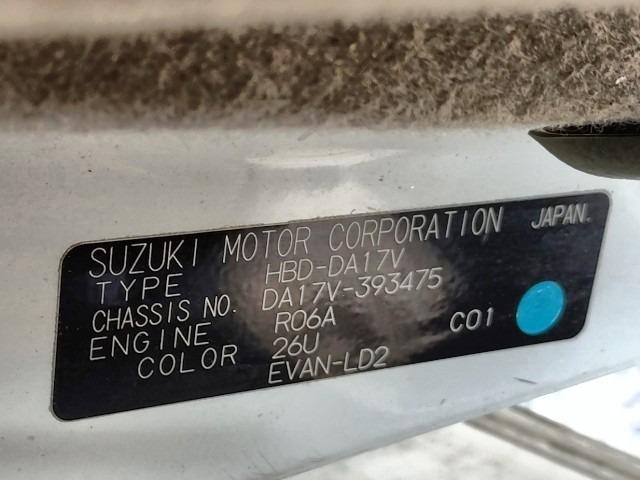 SUZUKI MOTOR CORPORATION JAPAN.
TYPE HBD-DA17V
CHASSIS NO. DA17V-393475
ENGINE R06A
COLOR 26U C01
EVAN-LD2